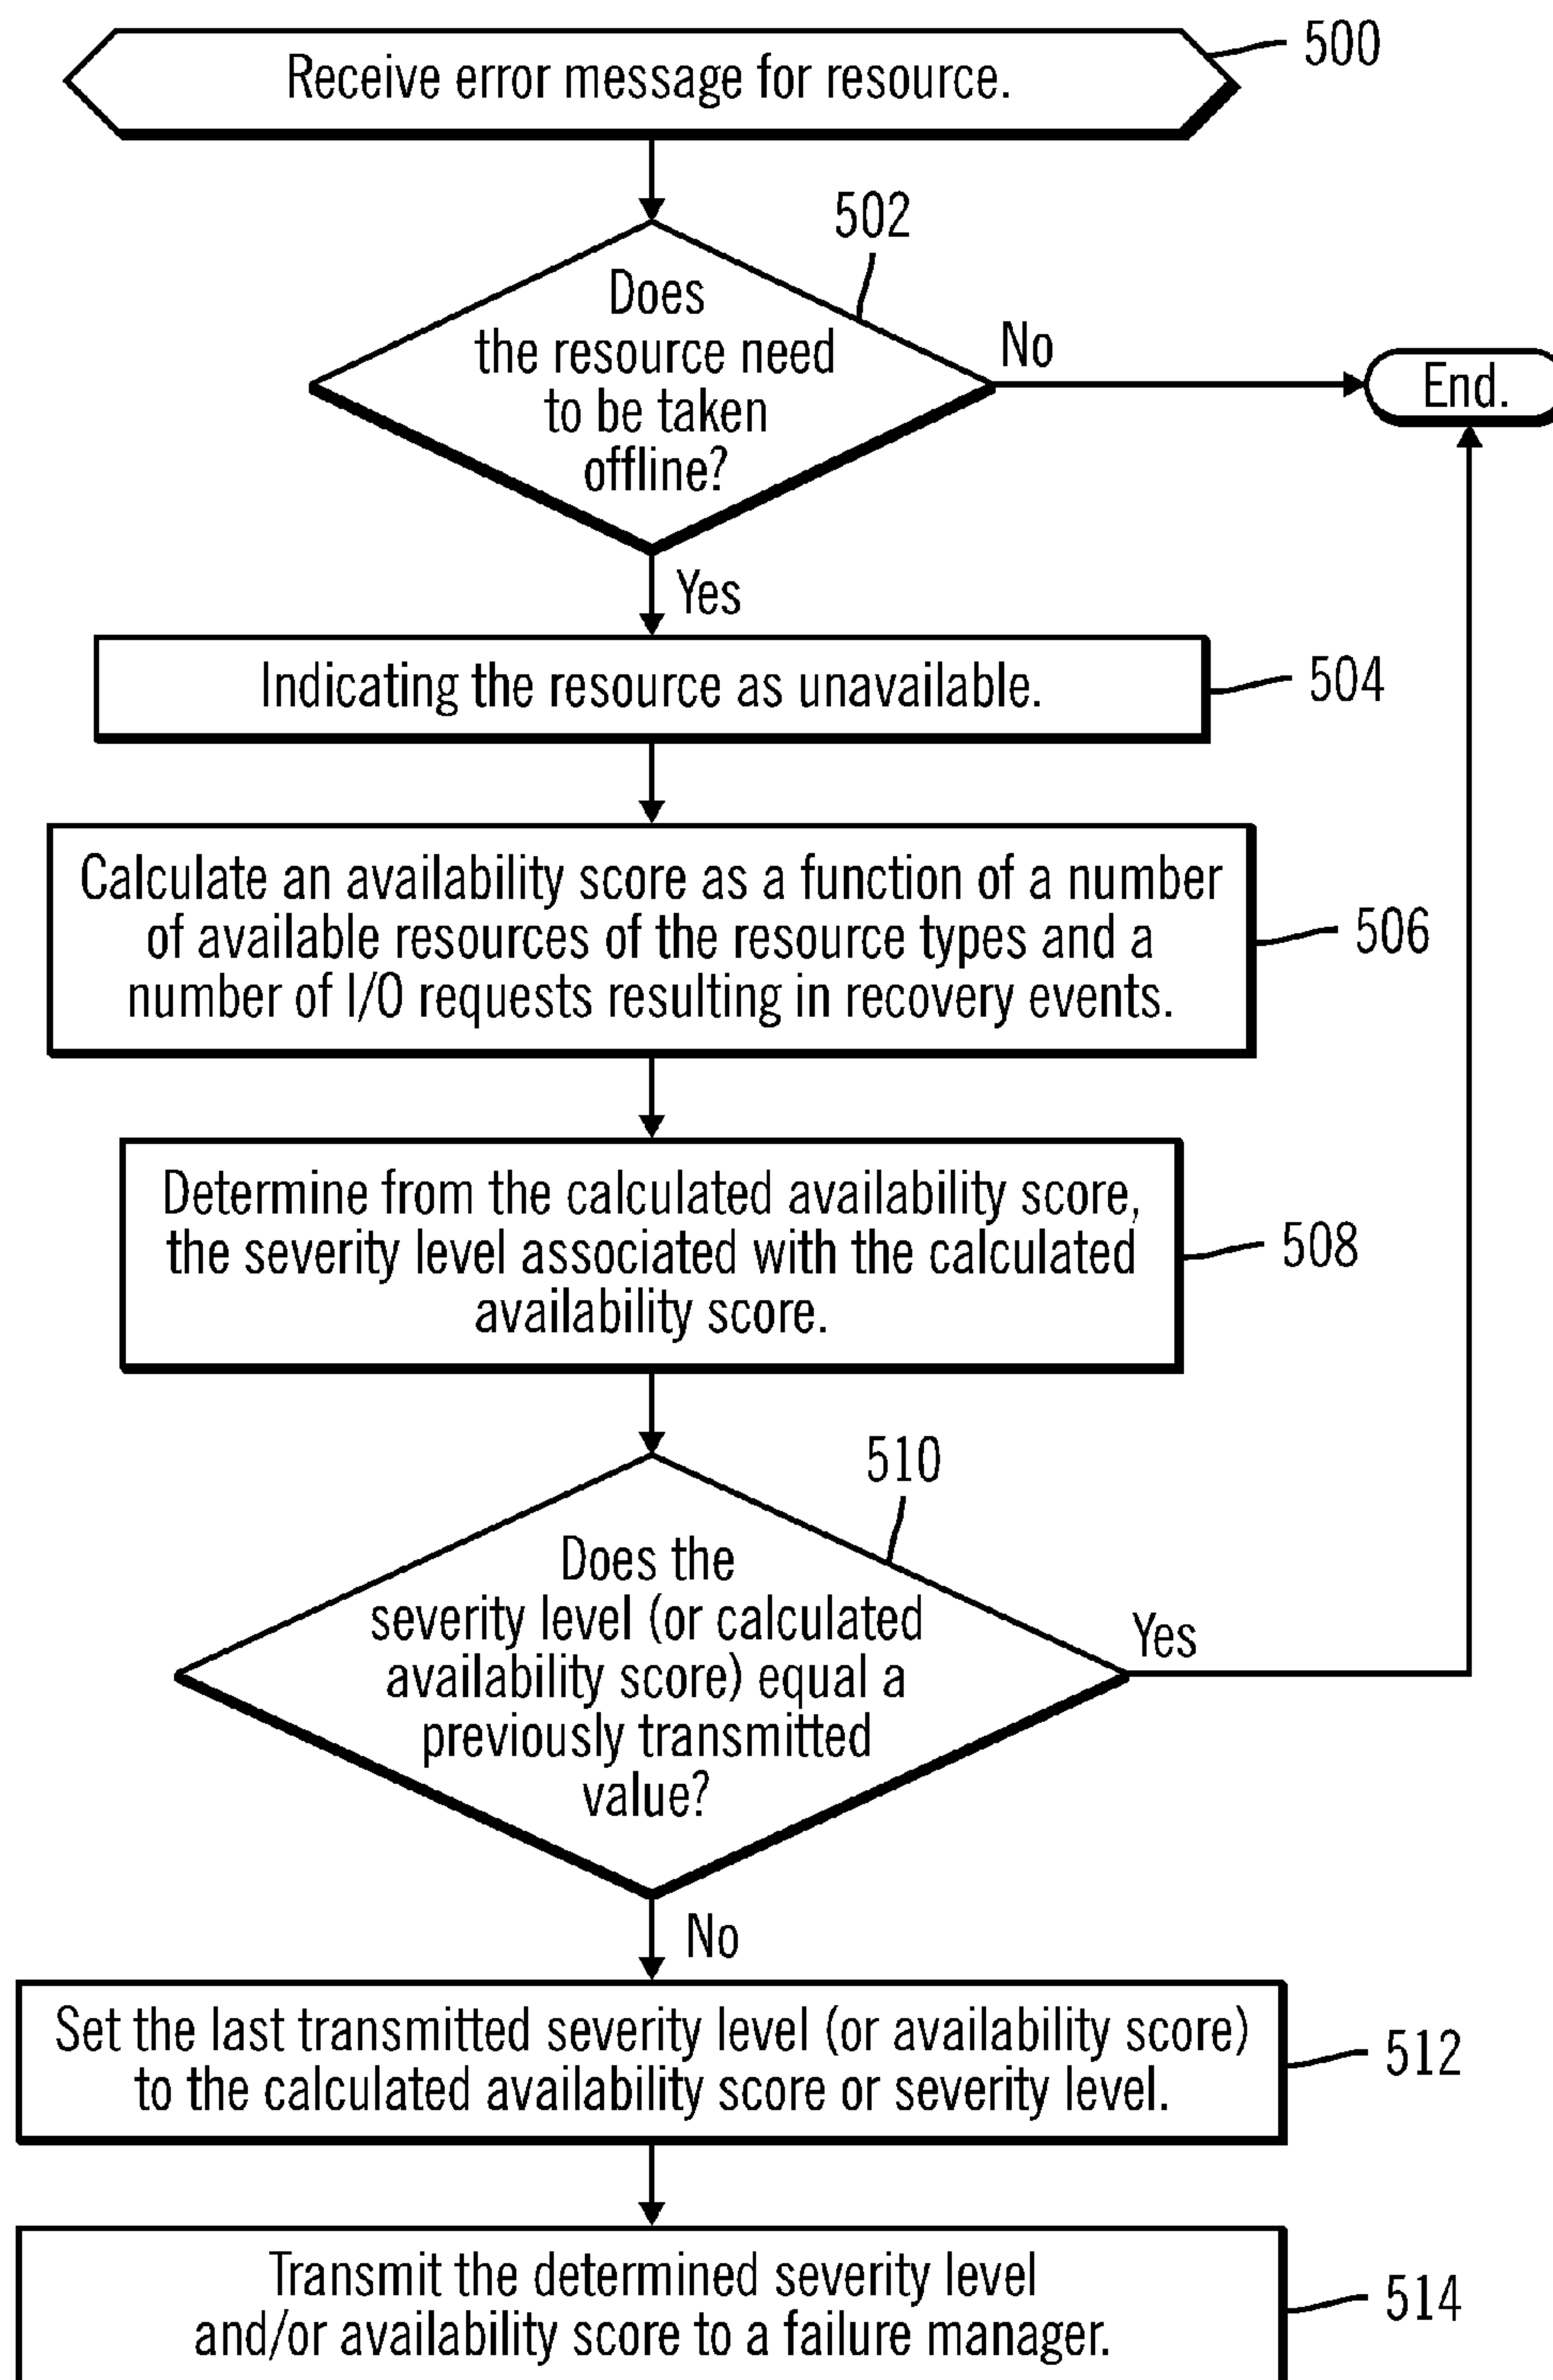 Receive error message for resource.
500
502
Does
the resource need
to be taken
offline?
No
End.
Yes
Indicating the resource as unavailable.
504
Calculate an availability score as a function of a number
of available resources of the resource types and a
number of I/O requests resulting in recovery events.
506
Determine from the calculated availability score,
the severity level associated with the calculated
availability score.
508
510
Does the
severity level (or calculated
availability score) equal a
previously transmitted
value?
Yes
No
Set the last transmitted severity level (or availability score)
to the calculated availability score or severity level.
512
Transmit the determined severity level
and/or availability score to a failure manager.
514